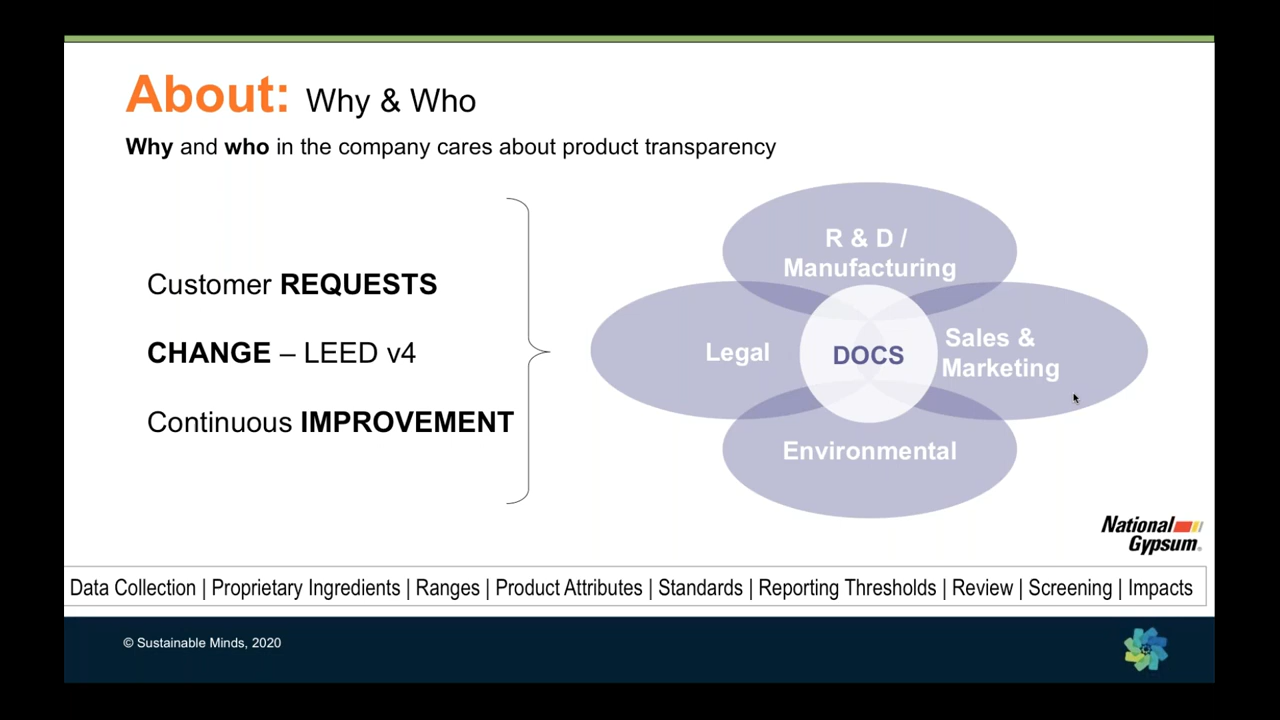 About: Why & Who
Why and who in the company cares about product transparency
Customer REQUESTS
CHANGE – LEED v4
Continuous IMPROVEMENT
R & D /
Manufacturing
Legal
DOCS
Sales &
Marketing
Environmental
National
Gypsum®
Data Collection | Proprietary Ingredients | Ranges | Product Attributes | Standards | Reporting Thresholds | Review | Screening | Impacts
© Sustainable Minds, 2020